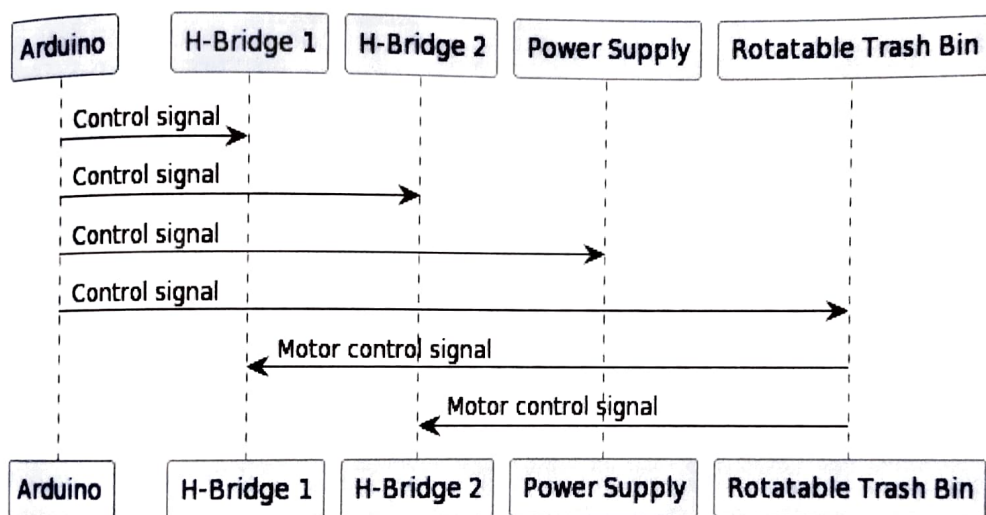 Arduino
H-Bridge 1
H-Bridge 2
Power Supply
Rotatable Trash Bin
Control signal
Control signal
Control signal
Control signal
Motor control signal
Motor control signal
Arduino
H-Bridge 1
H-Bridge 2
Power Supply
Rotatable Trash Bin